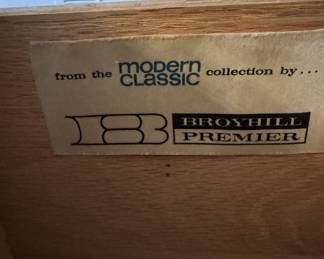 from the modern CLASSIC collection by...
B BROYHILL PREMIER